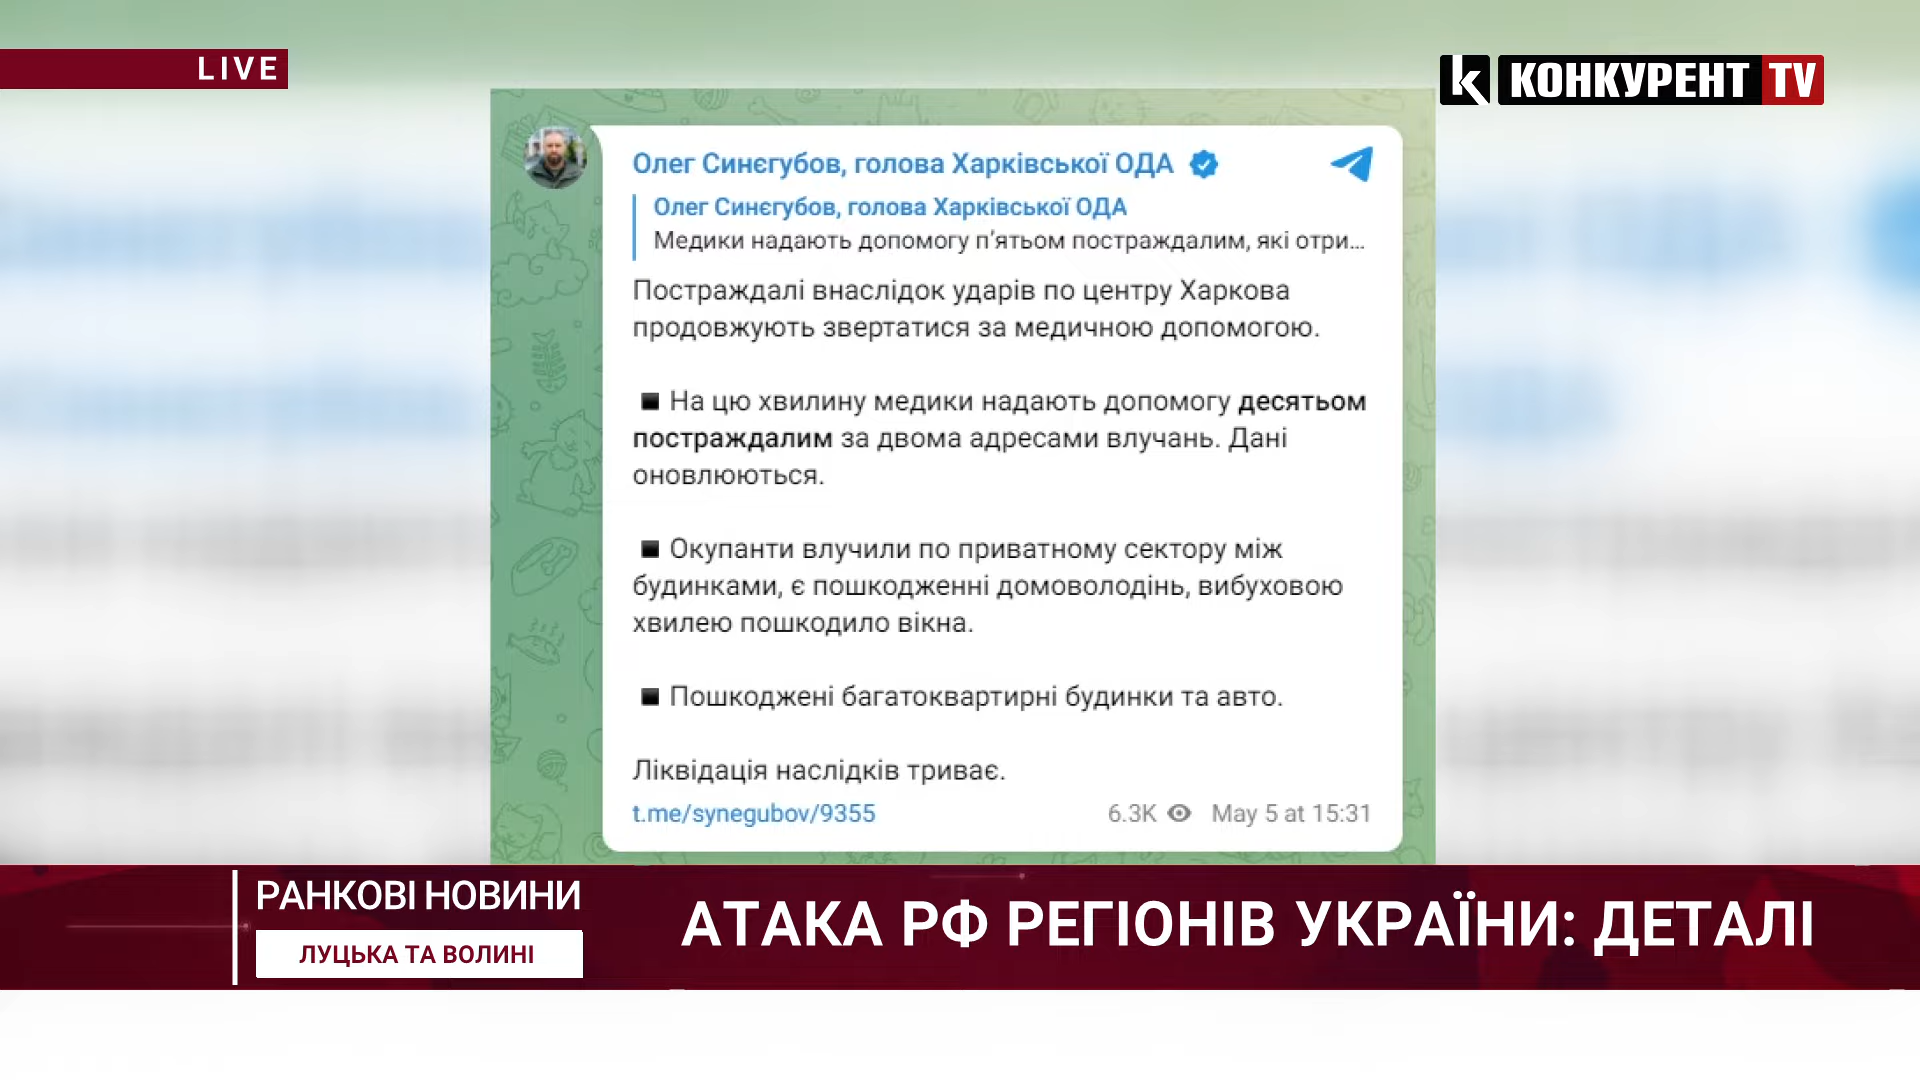 LIVE
k КОНКУРЕНТ TV
Олег Синєгубов, голова Харківської ОДА
Олег Синєгубов, голова Харківської ОДА
Медики надають допомогу п’ятьом постраждалим, які отри...
Постраждалі внаслідок ударів по центру Харкова
продовжують звертатися за медичною допомогою.
◾ На цю хвилину медики надають допомогу десятьом
постраждалим за двома адресами влучань. Дані
оновлюються.
◾ Окупанти влучили по приватному сектору між
будинками, є пошкодженні домоволодінь, вибуховою
хвилею пошкодило вікна.
◾ Пошкоджені багатоквартирні будинки та авто.
Ліквідація наслідків триває.
t.me/synegubov/9355 6.3K May 5 at 15:31
РАНКОВІ НОВИНИ
ЛУЦЬКА ТА ВОЛИНІ
АТАКА РФ РЕГІОНІВ УКРАЇНИ: ДЕТАЛІ